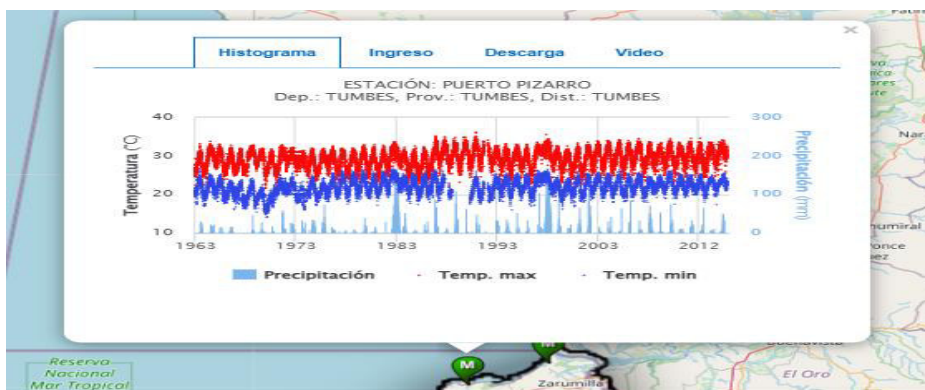 ×
Histograma Ingreso Descarga Video
ESTACIÓN: PUERTO PIZARRO
Dep.: TUMBES, Prov.: TUMBES, Dist.: TUMBES
Temperatura (°C)
40
30
20
10
300
200
100
0
Precipitación (mm)
1963 1973 1983 1993 2003 2012
Precipitación Temp. max Temp. min
Reserva
Nacional
Mar Tropical
M
M
Zarumilla
El Oro